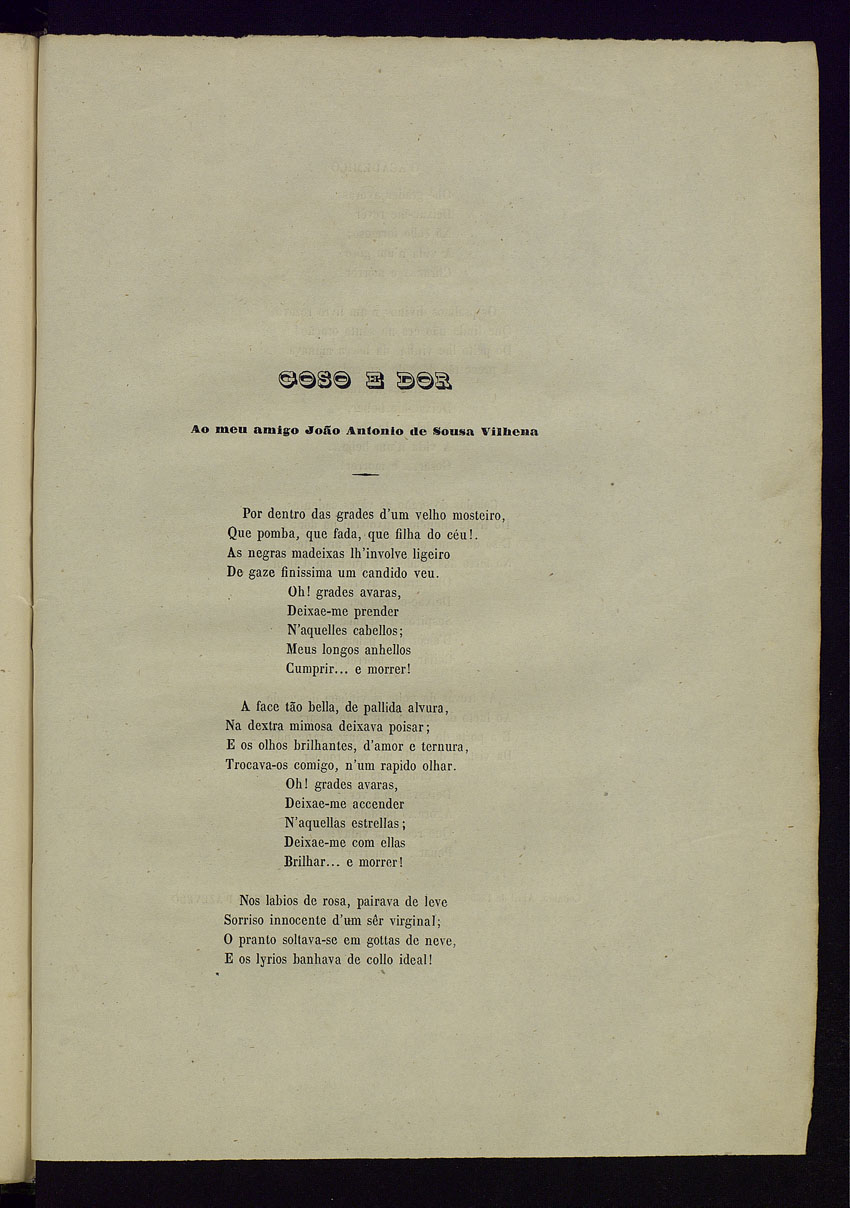 GOSO E DOR
Ao meu amigo João Antonio de Sousa Vilhena
Por dentro das grades d'um velho mosteiro,
Que pomba, que fada, que filha do céu!.
As negras madeixas lh'involve ligeiro
De gaze finissima um candido veu.
Oh! grades avaras,
Deixae-me prender
N'aquelles cabellos;
Meus longos anhellos
Cumprir... e morrer!
A face tão bella, de pallida alvura,
Na dextra mimosa deixava poisar;
E os olhos brilhantes, d'amor e ternura,
Trocava-os comigo, n'um rapido olhar.
Oh! grades avaras,
Deixae-me accender
N'aquellas estrellas;
Deixae-me com ellas
Brilhar... e morrer!
Nos labios de rosa, pairava de leve
Sorriso innocente d'um sêr virginal;
O pranto soltava-se em gottas de neve,
E os lyrios banhava de collo ideal!